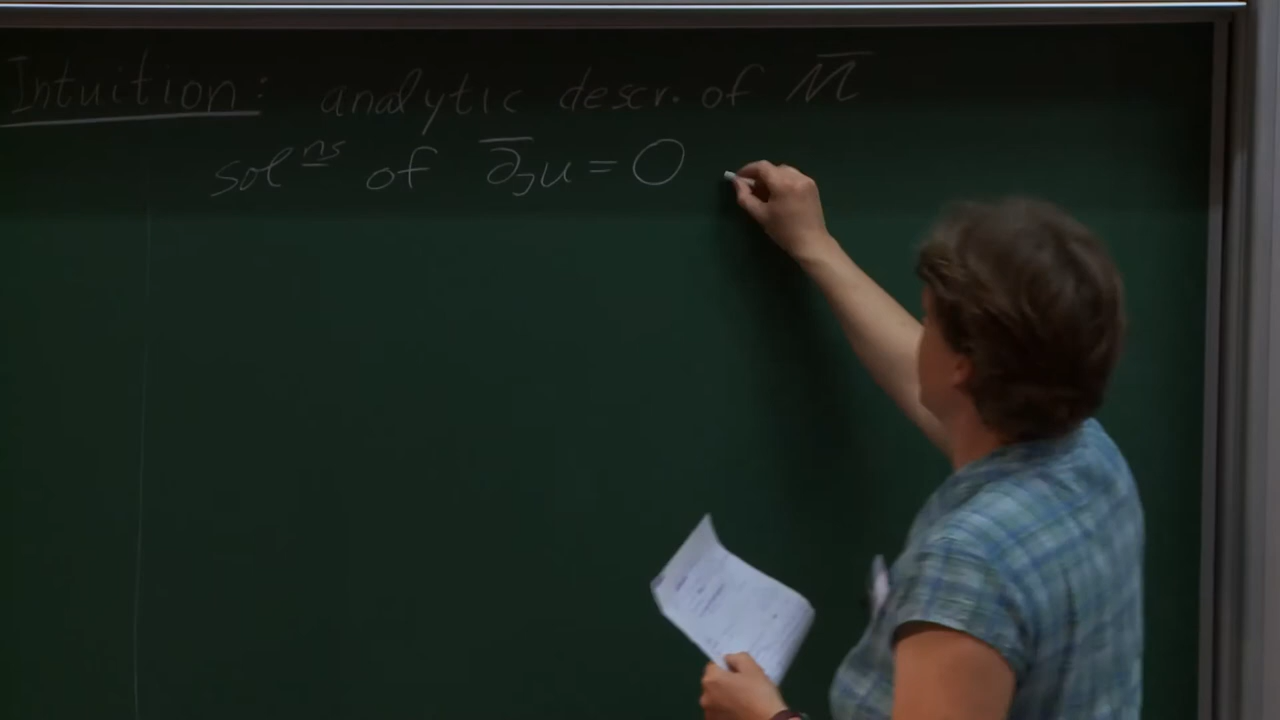 Intuition: analytic descr. of M̅
solⁿˢ of ∂̅_J u = 0